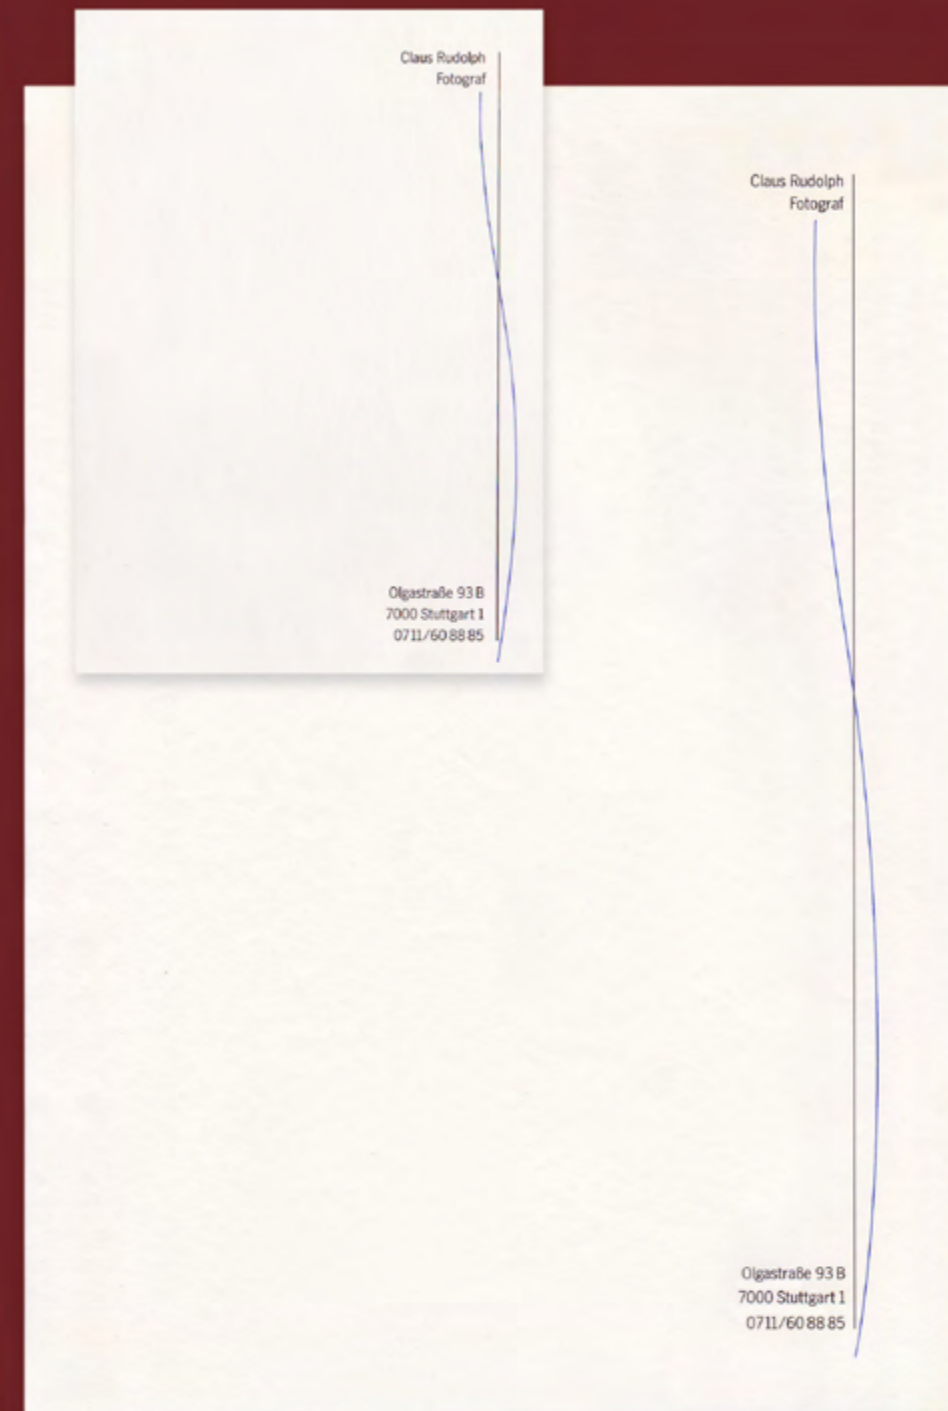 Claus Rudolph
Fotograf
Olgastraße 93 B
7000 Stuttgart 1
0711/60 88 85
Claus Rudolph
Fotograf
Olgastraße 93 B
7000 Stuttgart 1
0711/60 88 85